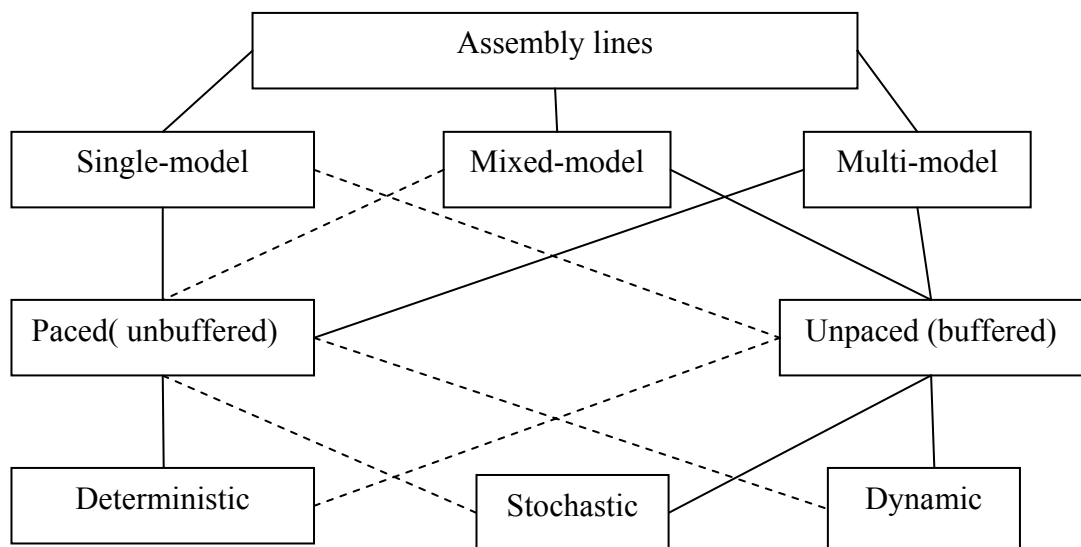 Assembly lines
Single-model
Mixed-model
Multi-model
Paced( unbuffered)
Unpaced (buffered)
Deterministic
Stochastic
Dynamic